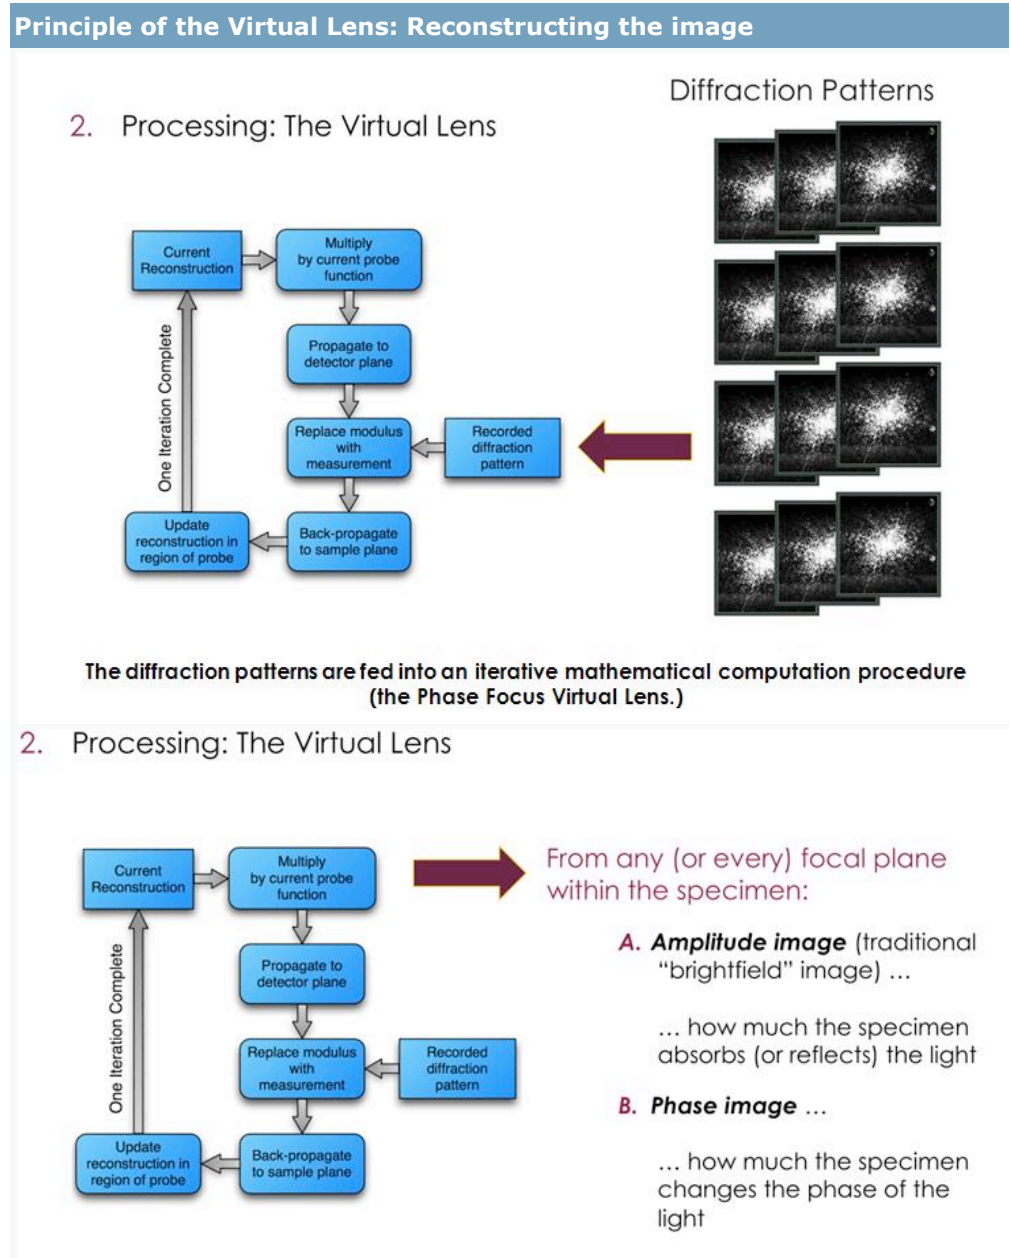 Principle of the Virtual Lens: Reconstructing the image
Diffraction Patterns
2. Processing: The Virtual Lens
Current
Reconstruction
Multiply
by current probe
function
Propagate to
detector plane
One Iteration Complete
Replace modulus
with
measurement
Recorded
diffraction
pattern
Update
reconstruction in
region of probe
Back-propagate
to sample plane
The diffraction patterns are fed into an iterative mathematical computation procedure
(the Phase Focus Virtual Lens.)
2. Processing: The Virtual Lens
Current
Reconstruction
Multiply
by current probe
function
Propagate to
detector plane
One Iteration Complete
Replace modulus
with
measurement
Recorded
diffraction
pattern
Update
reconstruction in
region of probe
Back-propagate
to sample plane
From any (or every) focal plane
within the specimen:
A. Amplitude image (traditional
“brightfield” image) ...
... how much the specimen
absorbs (or reflects) the light
B. Phase image ...
... how much the specimen
changes the phase of the
light